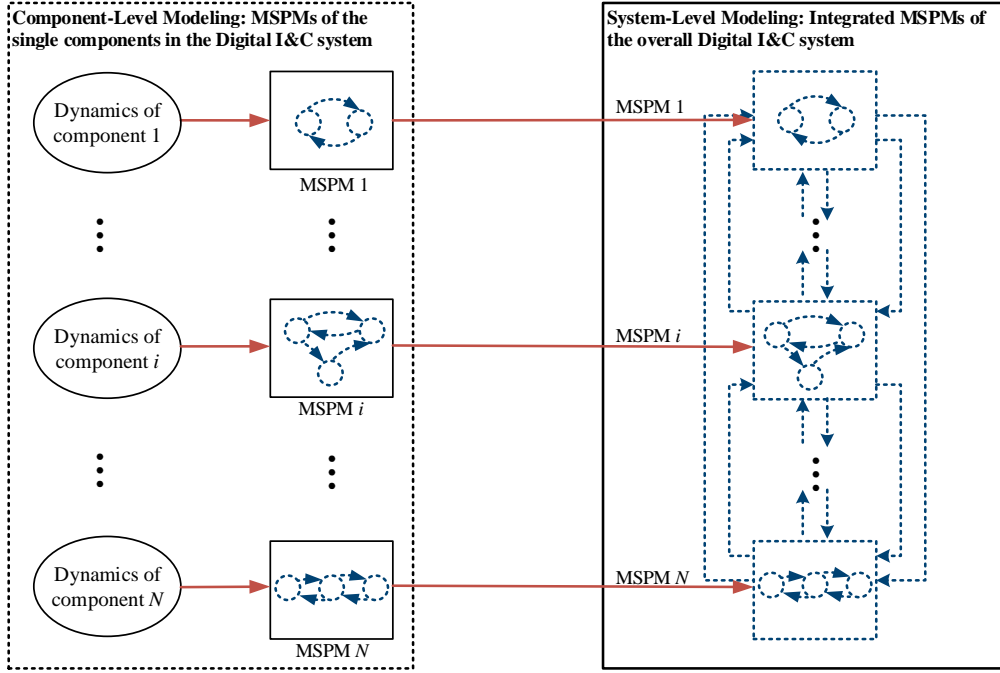 Component-Level Modeling: MSPMs of the
single components in the Digital I&C system
System-Level Modeling: Integrated MSPMs of
the overall Digital I&C system
Dynamics of
component 1
MSPM 1
MSPM 1
Dynamics of
component i
MSPM i
MSPM i
Dynamics of
component N
MSPM N
MSPM N